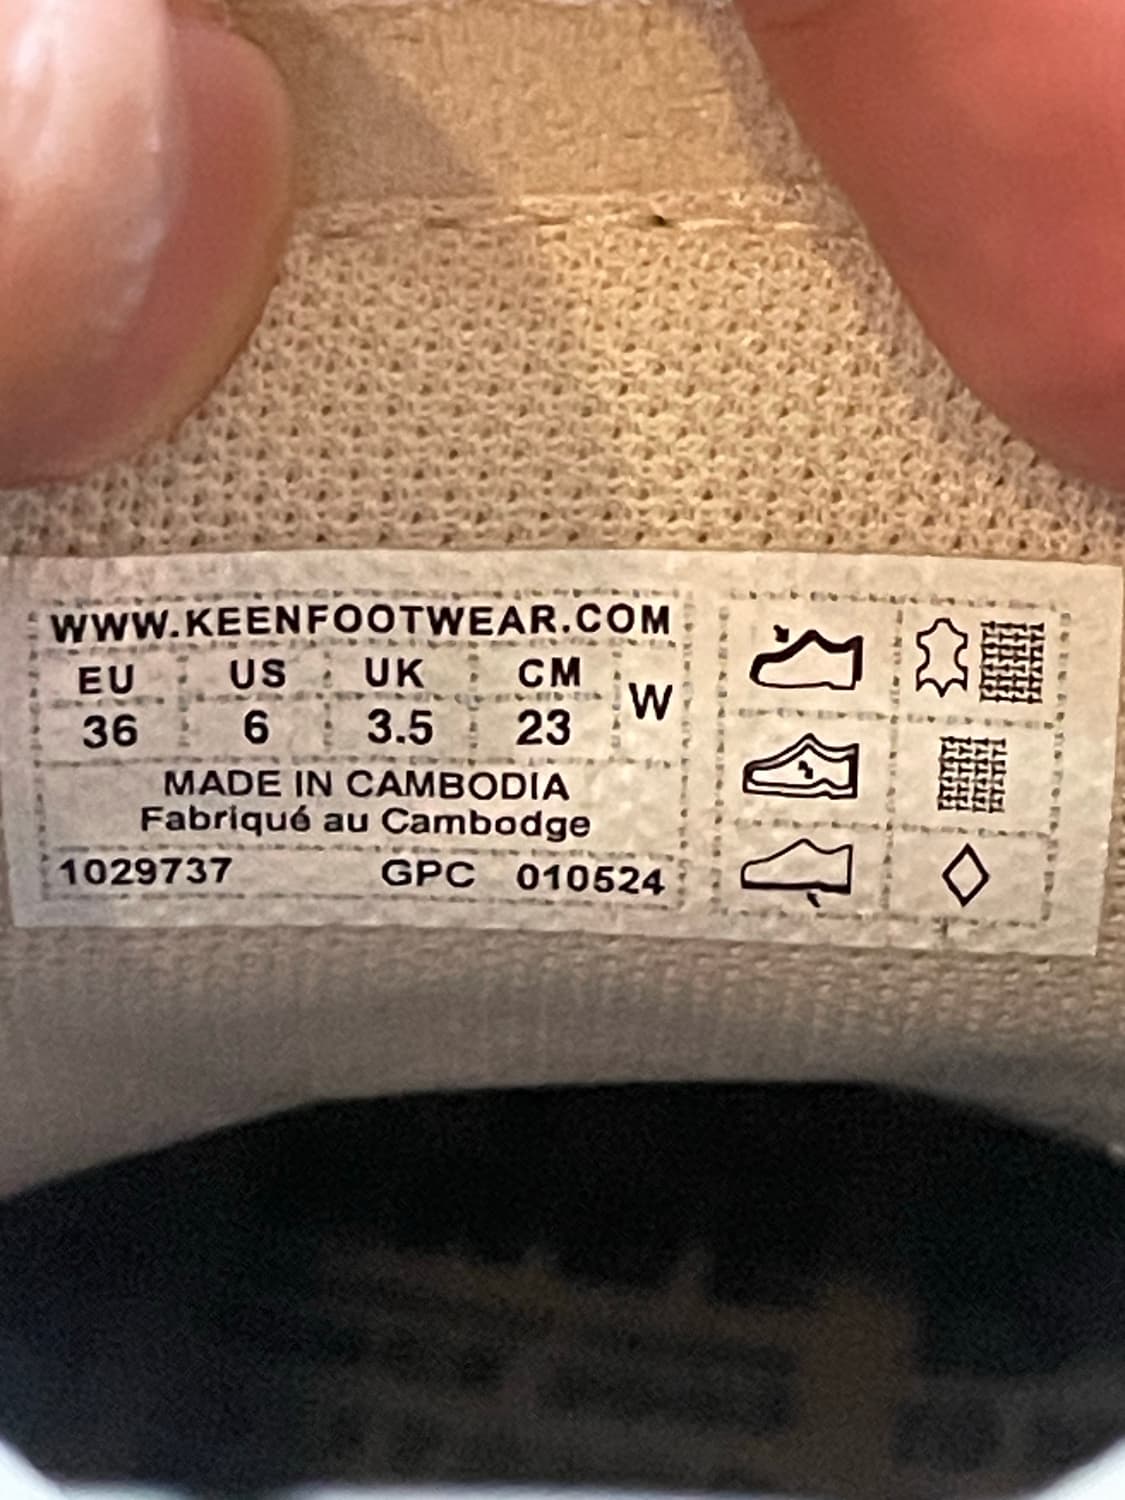 WWW.KEENFOOTWEAR.COM
EU US UK CM W
36 6 3.5 23
MADE IN CAMBODIA
Fabriqué au Cambodge
1029737 GPC 010524